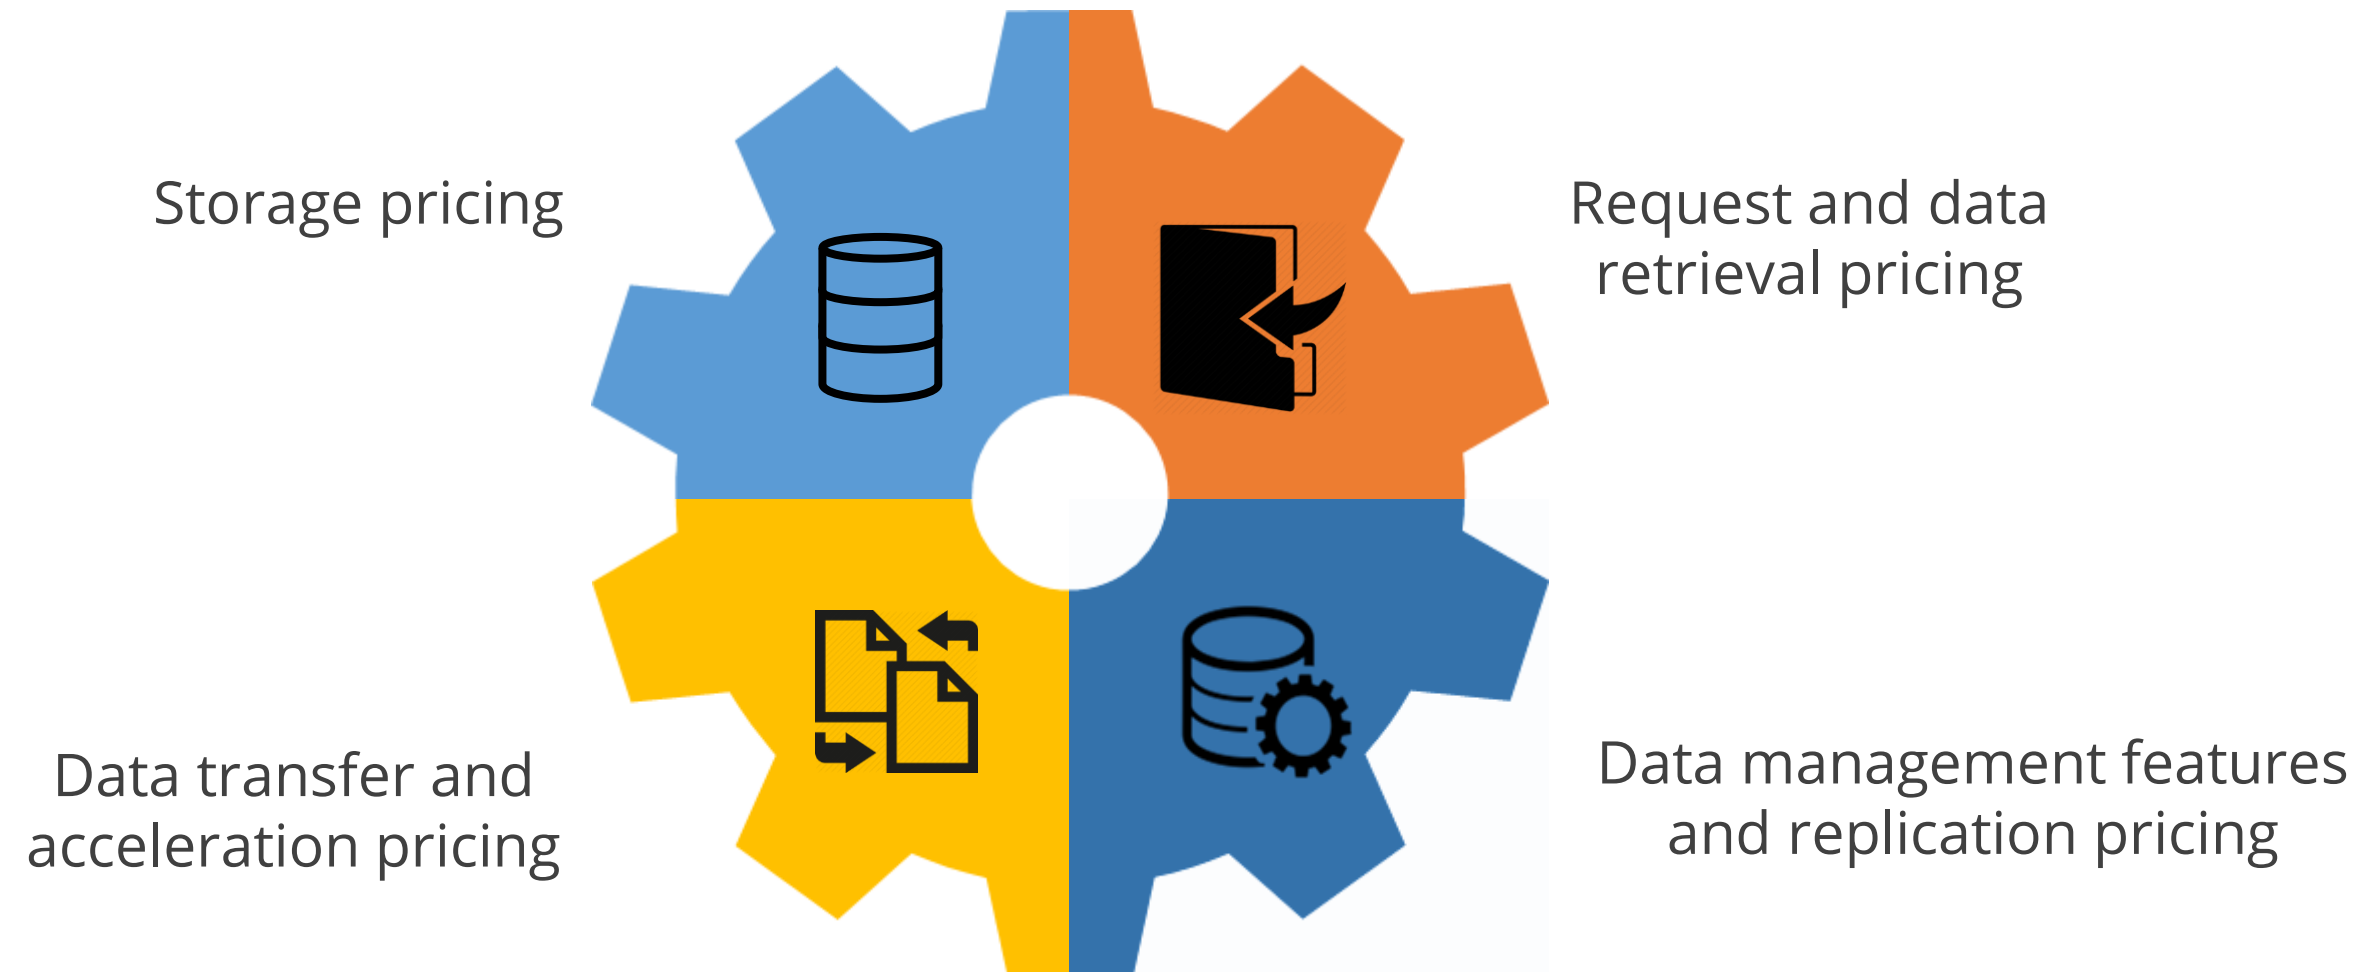 Storage pricing
Request and data
retrieval pricing
Data transfer and
acceleration pricing
Data management features
and replication pricing